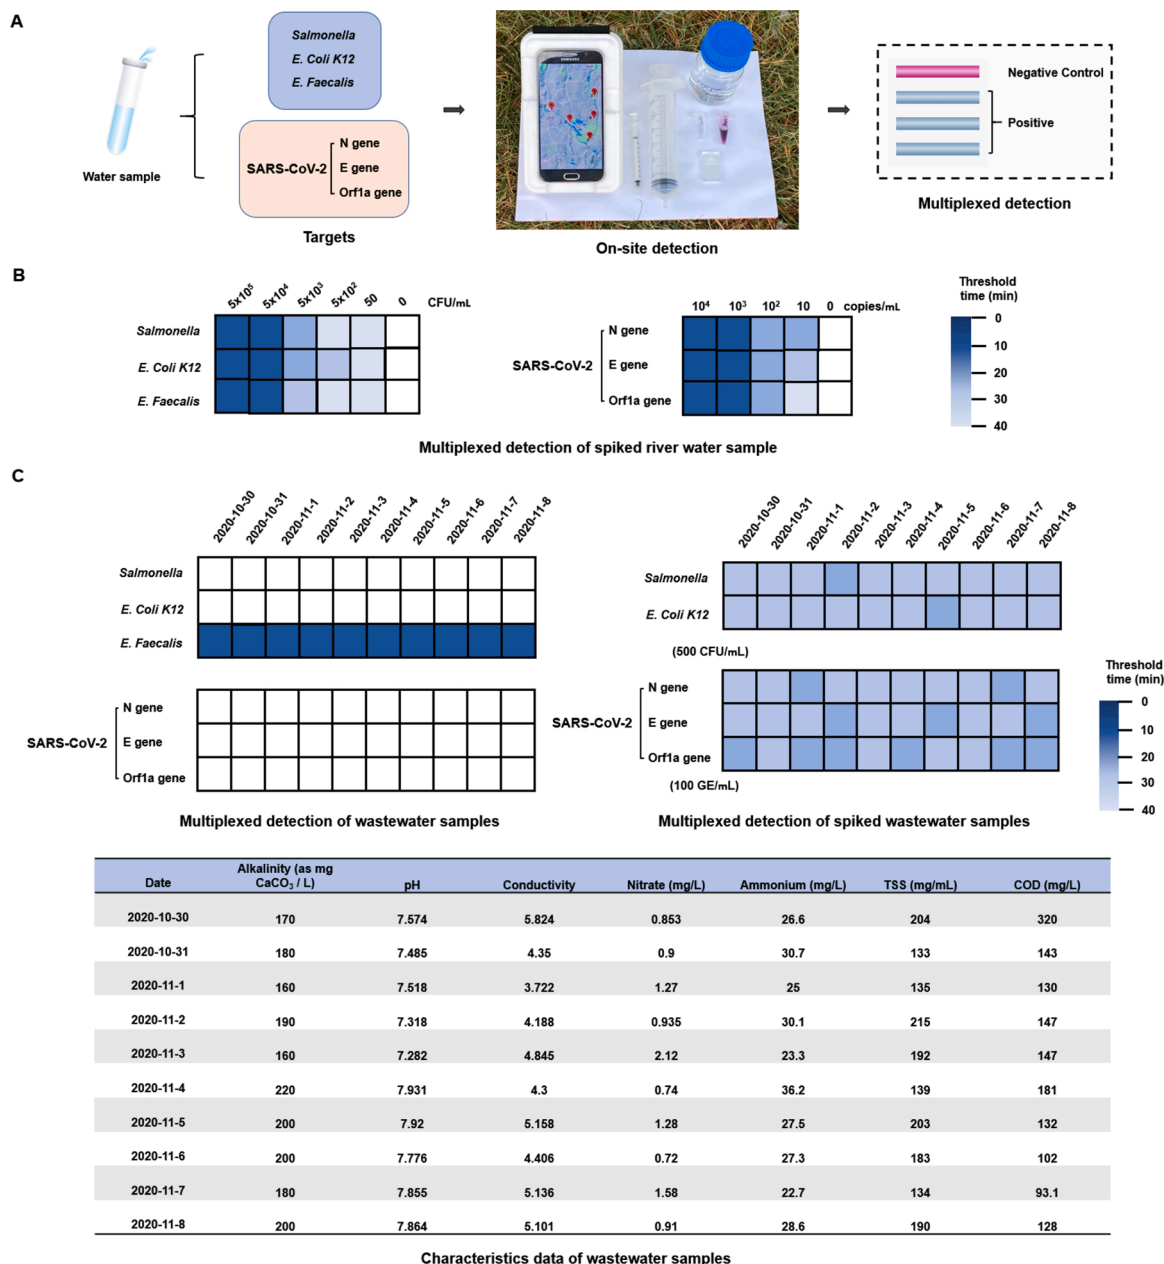 A
Water sample
Salmonella
E. Coli K12
E. Faecalis
SARS-CoV-2
N gene
E gene
Orf1a gene
Targets
SAMSUNG
On-site detection
Negative Control
Positive
Multiplexed detection
B
5x10⁵ 5x10⁴ 5x10³ 5x10² 50 0 CFU/mL
Salmonella
E. Coli K12
E. Faecalis
10⁴ 10³ 10² 10 0 copies/mL
SARS-CoV-2
N gene
E gene
Orf1a gene
Threshold
time (min)
0
10
20
30
40
Multiplexed detection of spiked river water sample
C
2020-10-30 2020-10-31 2020-11-1 2020-11-2 2020-11-3 2020-11-4 2020-11-5 2020-11-6 2020-11-7 2020-11-8
Salmonella
E. Coli K12
E. Faecalis
SARS-CoV-2
N gene
E gene
Orf1a gene
Multiplexed detection of wastewater samples
2020-10-30 2020-10-31 2020-11-1 2020-11-2 2020-11-3 2020-11-4 2020-11-5 2020-11-6 2020-11-7 2020-11-8
Salmonella
E. Coli K12
(500 CFU/mL)
SARS-CoV-2
N gene
E gene
Orf1a gene
(100 GE/mL)
Multiplexed detection of spiked wastewater samples
Threshold
time (min)
0
10
20
30
40
Date Alkalinity (as mg CaCO₃ / L) pH Conductivity Nitrate (mg/L) Ammonium (mg/L) TSS (mg/mL) COD (mg/L)
2020-10-30 170 7.574 5.824 0.853 26.6 204 320
2020-10-31 180 7.485 4.35 0.9 30.7 133 143
2020-11-1 160 7.518 3.722 1.27 25 135 130
2020-11-2 190 7.318 4.188 0.935 30.1 215 147
2020-11-3 160 7.282 4.845 2.12 23.3 192 147
2020-11-4 220 7.931 4.3 0.74 36.2 139 181
2020-11-5 200 7.92 5.158 1.28 27.5 203 132
2020-11-6 200 7.776 4.406 0.72 27.3 183 102
2020-11-7 180 7.855 5.136 1.58 22.7 134 93.1
2020-11-8 200 7.864 5.101 0.91 28.6 190 128
Characteristics data of wastewater samples